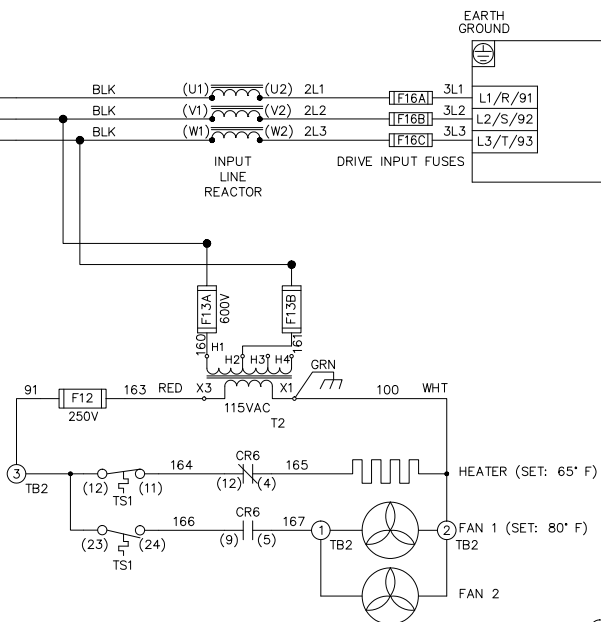 EARTH
GROUND
BLK (U1) (U2) 2L1 F16A 3L1 L1/R/91
BLK (V1) (V2) 2L2 F16B 3L2 L2/S/92
BLK (W1) (W2) 2L3 F16C 3L3 L3/T/93
INPUT
LINE
REACTOR
DRIVE INPUT FUSES
F13A
600V
F13B
160
161
H1 H2 H3 H4
GRN
91 F12 163 RED X3 X1 100 WHT
250V
115VAC
T2
3
TB2
(12) (11) 164 CR6 165 HEATER (SET: 65° F)
TS1
(12) (4)
(23) (24) 166 CR6 167 1 2 FAN 1 (SET: 80° F)
TS1
(9) (5)
TB2
TB2
FAN 2